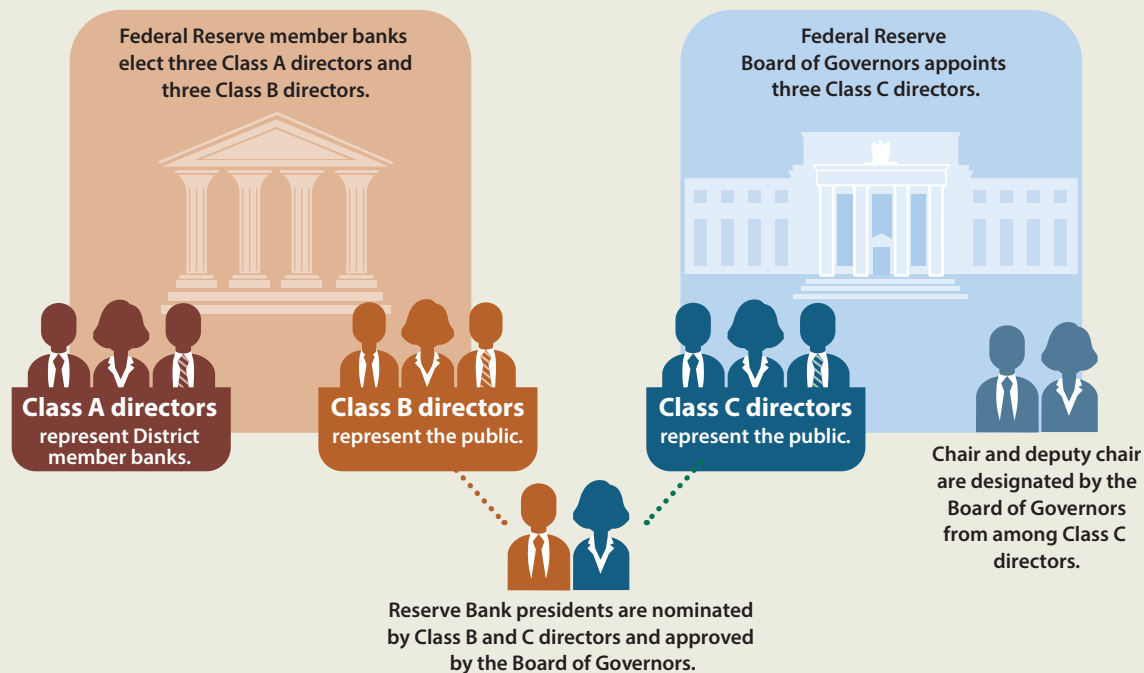 Federal Reserve member banks
elect three Class A directors and
three Class B directors.
Federal Reserve
Board of Governors appoints
three Class C directors.
Class A directors
represent District
member banks.
Class B directors
represent the public.
Class C directors
represent the public.
Chair and deputy chair
are designated by the
Board of Governors
from among Class C
directors.
Reserve Bank presidents are nominated
by Class B and C directors and approved
by the Board of Governors.